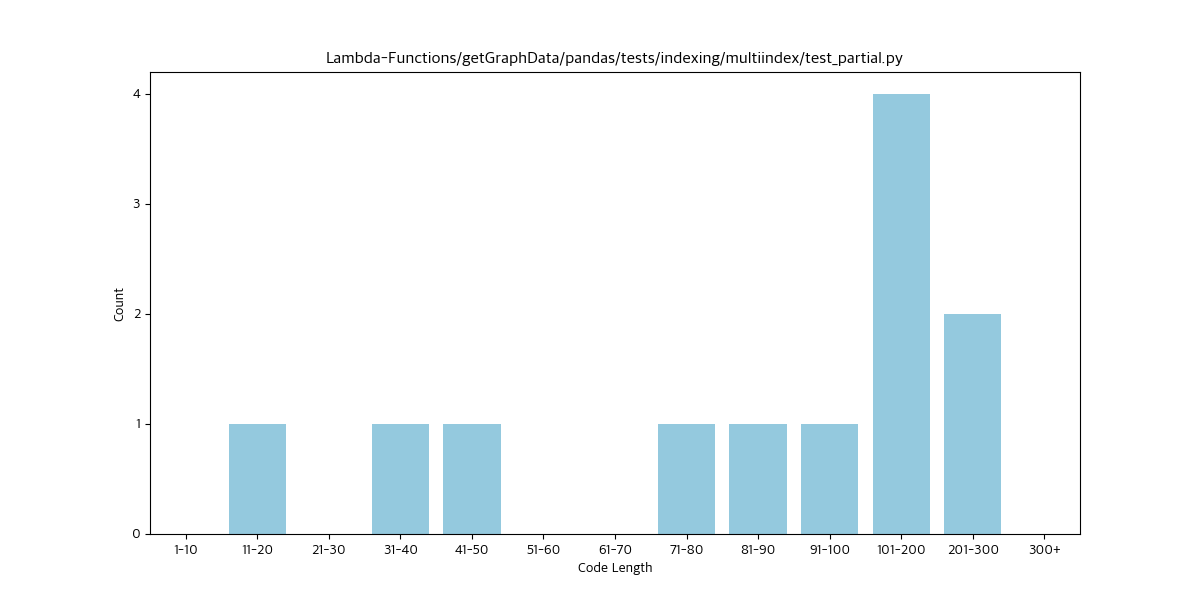 Lambda-Functions/getGraphData/pandas/tests/indexing/multiindex/test_partial.py
4
3
2
1
0
Count
1-10 11-20 21-30 31-40 41-50 51-60 61-70 71-80 81-90 91-100 101-200 201-300 300+
Code Length